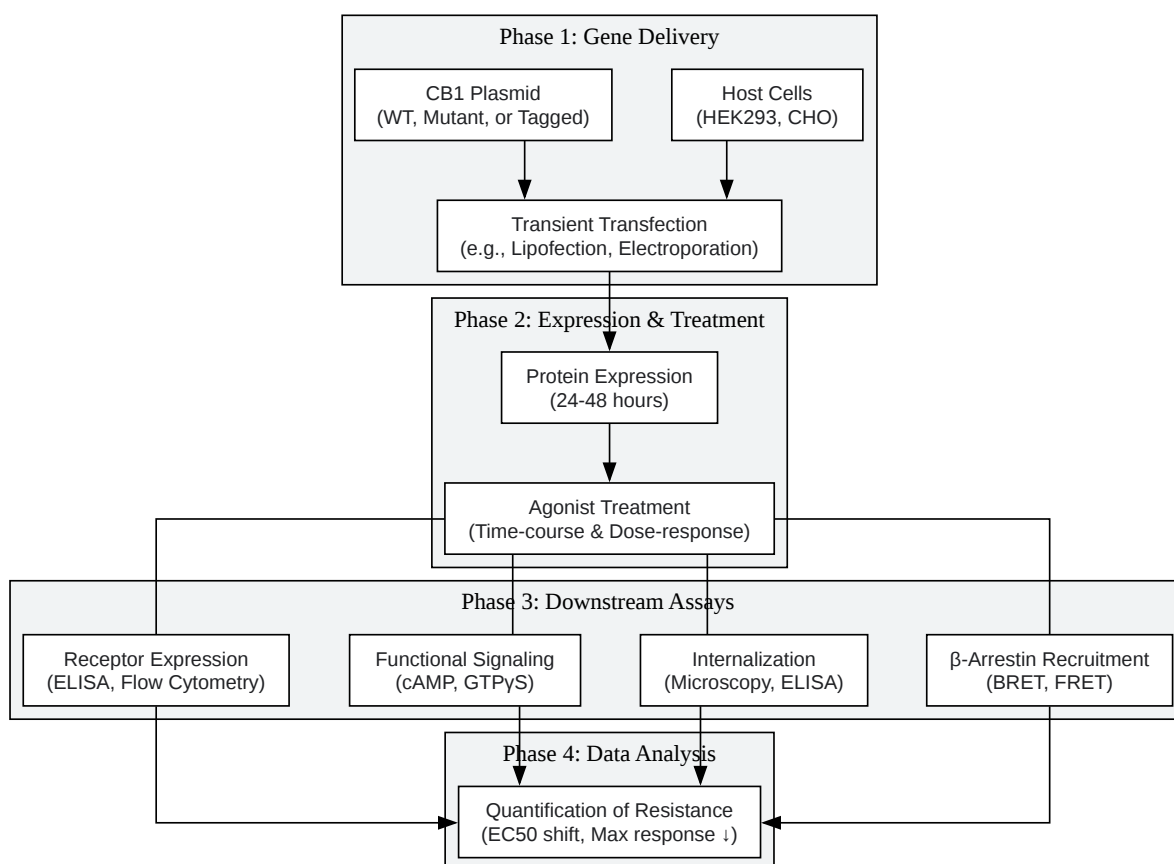 Phase 1: Gene Delivery
CB1 Plasmid
(WT, Mutant, or Tagged)
Host Cells
(HEK293, CHO)
Transient Transfection
(e.g., Lipofection, Electroporation)
Phase 2: Expression & Treatment
Protein Expression
(24-48 hours)
Agonist Treatment
(Time-course & Dose-response)
Phase 3: Downstream Assays
Receptor Expression
(ELISA, Flow Cytometry)
Functional Signaling
(cAMP, GTPγS)
Internalization
(Microscopy, ELISA)
β-Arrestin Recruitment
(BRET, FRET)
Phase 4: Data Analysis
Quantification of Resistance
(EC50 shift, Max response ↓)